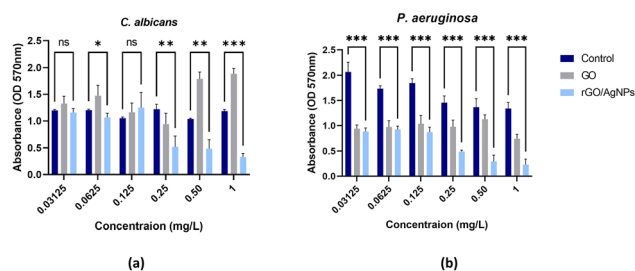 C. albicans
(a)
ns * ns ** ** ***
Absorbance (OD 570nm)
2.5
2.0
1.5
1.0
0.5
0.0
0.03125 0.0625 0.125 0.25 0.50 1
Concentraion (mg/L)
(a)
P. aeruginosa
(b)
*** *** *** *** *** ***
Absorbance (OD 570nm)
2.5
2.0
1.5
1.0
0.5
0.0
0.03125 0.0625 0.125 0.25 0.50 1
Concentraion (mg/L)
(b)
Control
GO
rGO/AgNPs